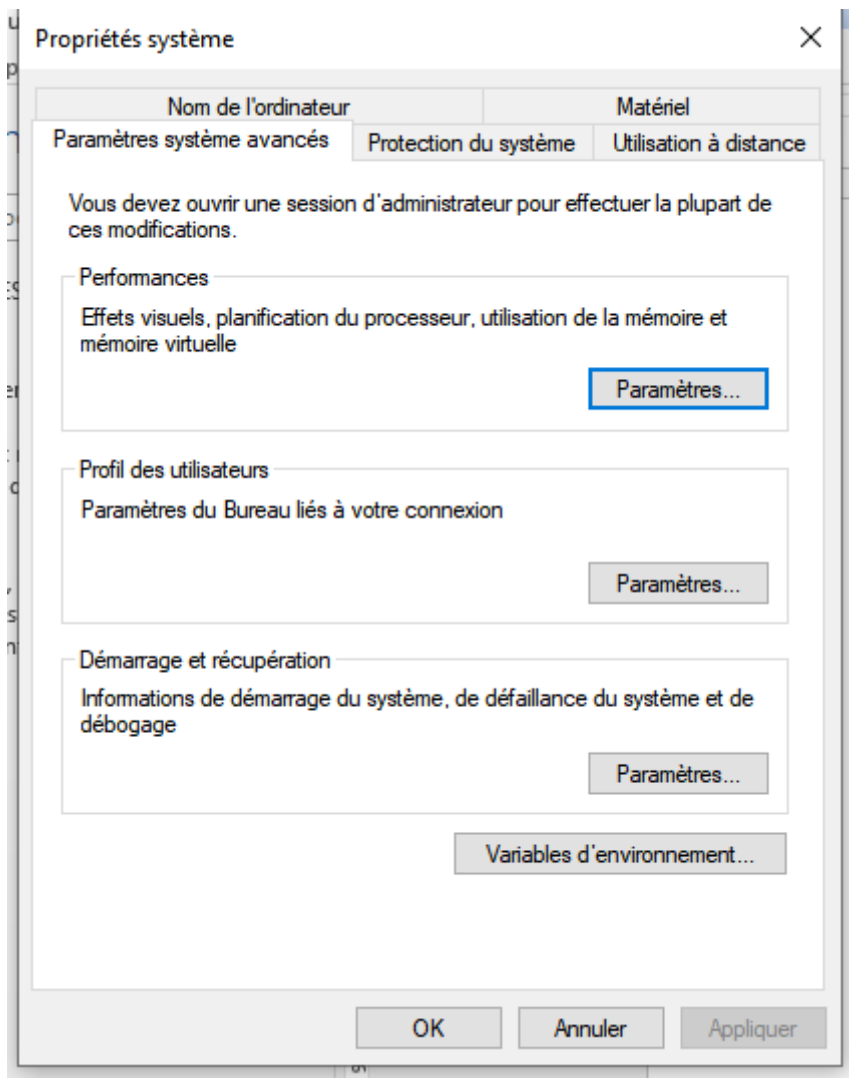 Propriétés système
Nom de l'ordinateur
Matériel
Paramètres système avancés
Protection du système
Utilisation à distance
Vous devez ouvrir une session d'administrateur pour effectuer la plupart de
ces modifications.
Performances
Effets visuels, planification du processeur, utilisation de la mémoire et
mémoire virtuelle
Paramètres...
Profil des utilisateurs
Paramètres du Bureau liés à votre connexion
Paramètres...
Démarrage et récupération
Informations de démarrage du système, de défaillance du système et de
débogage
Paramètres...
Variables d'environnement...
OK
Annuler
Appliquer